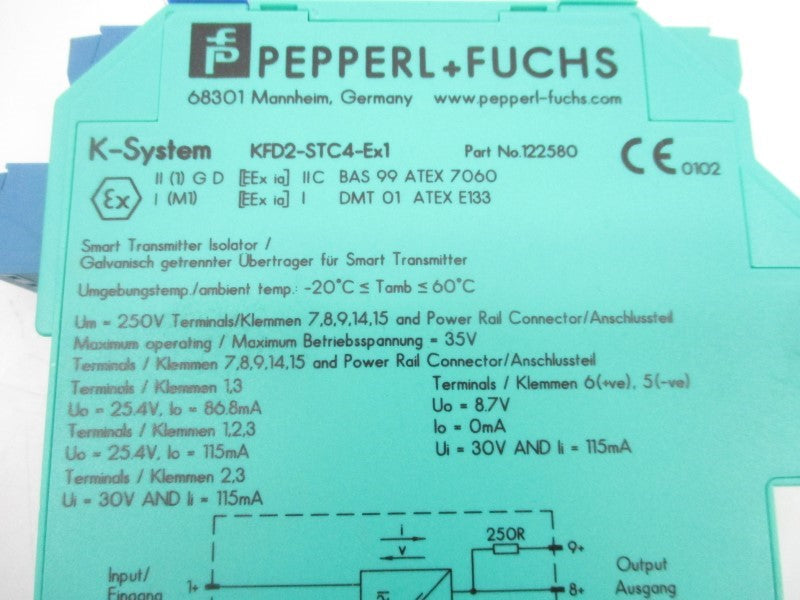 PEPPERL+FUCHS
68301 Mannheim, Germany www.pepperl-fuchs.com
K-System KFD2-STC4-Ex1 Part No.122580 CE 0102
Ex II (1) G D [EEx ia] IIC BAS 99 ATEX 7060
I (M1) [EEx ia] I DMT 01 ATEX E133
Smart Transmitter Isolator /
Galvanisch getrennter Übertrager für Smart Transmitter
Umgebungstemp./ambient temp.: -20°C ≤ Tamb ≤ 60°C
Um = 250V Terminals/Klemmen 7,8,9,14,15 and Power Rail Connector/Anschlussteil
Maximum operating / Maximum Betriebsspannung = 35V
Terminals / Klemmen 7,8,9,14,15 and Power Rail Connector/Anschlussteil
Terminals / Klemmen 1,3
Uo = 25.4V, Io = 86.8mA
Terminals / Klemmen 1,2,3
Uo = 25.4V, Io = 115mA
Terminals / Klemmen 2,3
Ui = 30V AND Ii = 115mA
Terminals / Klemmen 6(+ve), 5(-ve)
Uo = 8.7V
Io = 0mA
Ui = 30V AND Ii = 115mA
i
v
250R
9+
Input/
Eingang
1+
8+
Output
Ausgang